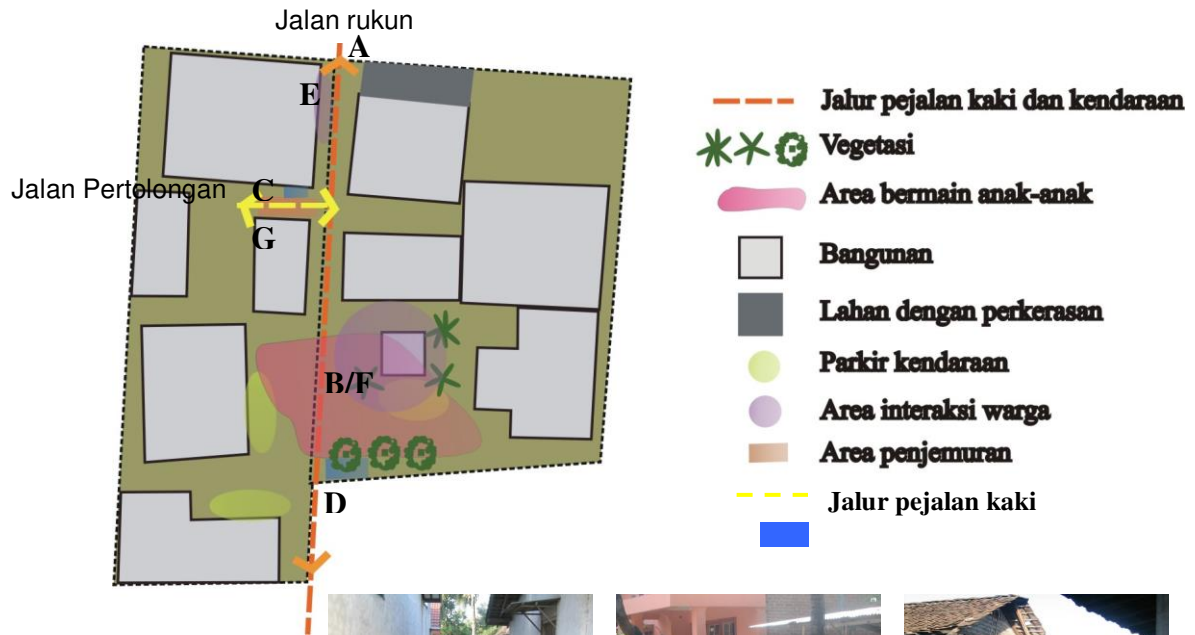 Jalan rukun
A
E
Jalan Pertolongan
C
G
B/F
D
Jalur pejalan kaki dan kendaraan
Vegetasi
Area bermain anak-anak
Bangunan
Lahan dengan perkerasan
Parkir kendaraan
Area interaksi warga
Area penjemuran
Jalur pejalan kaki